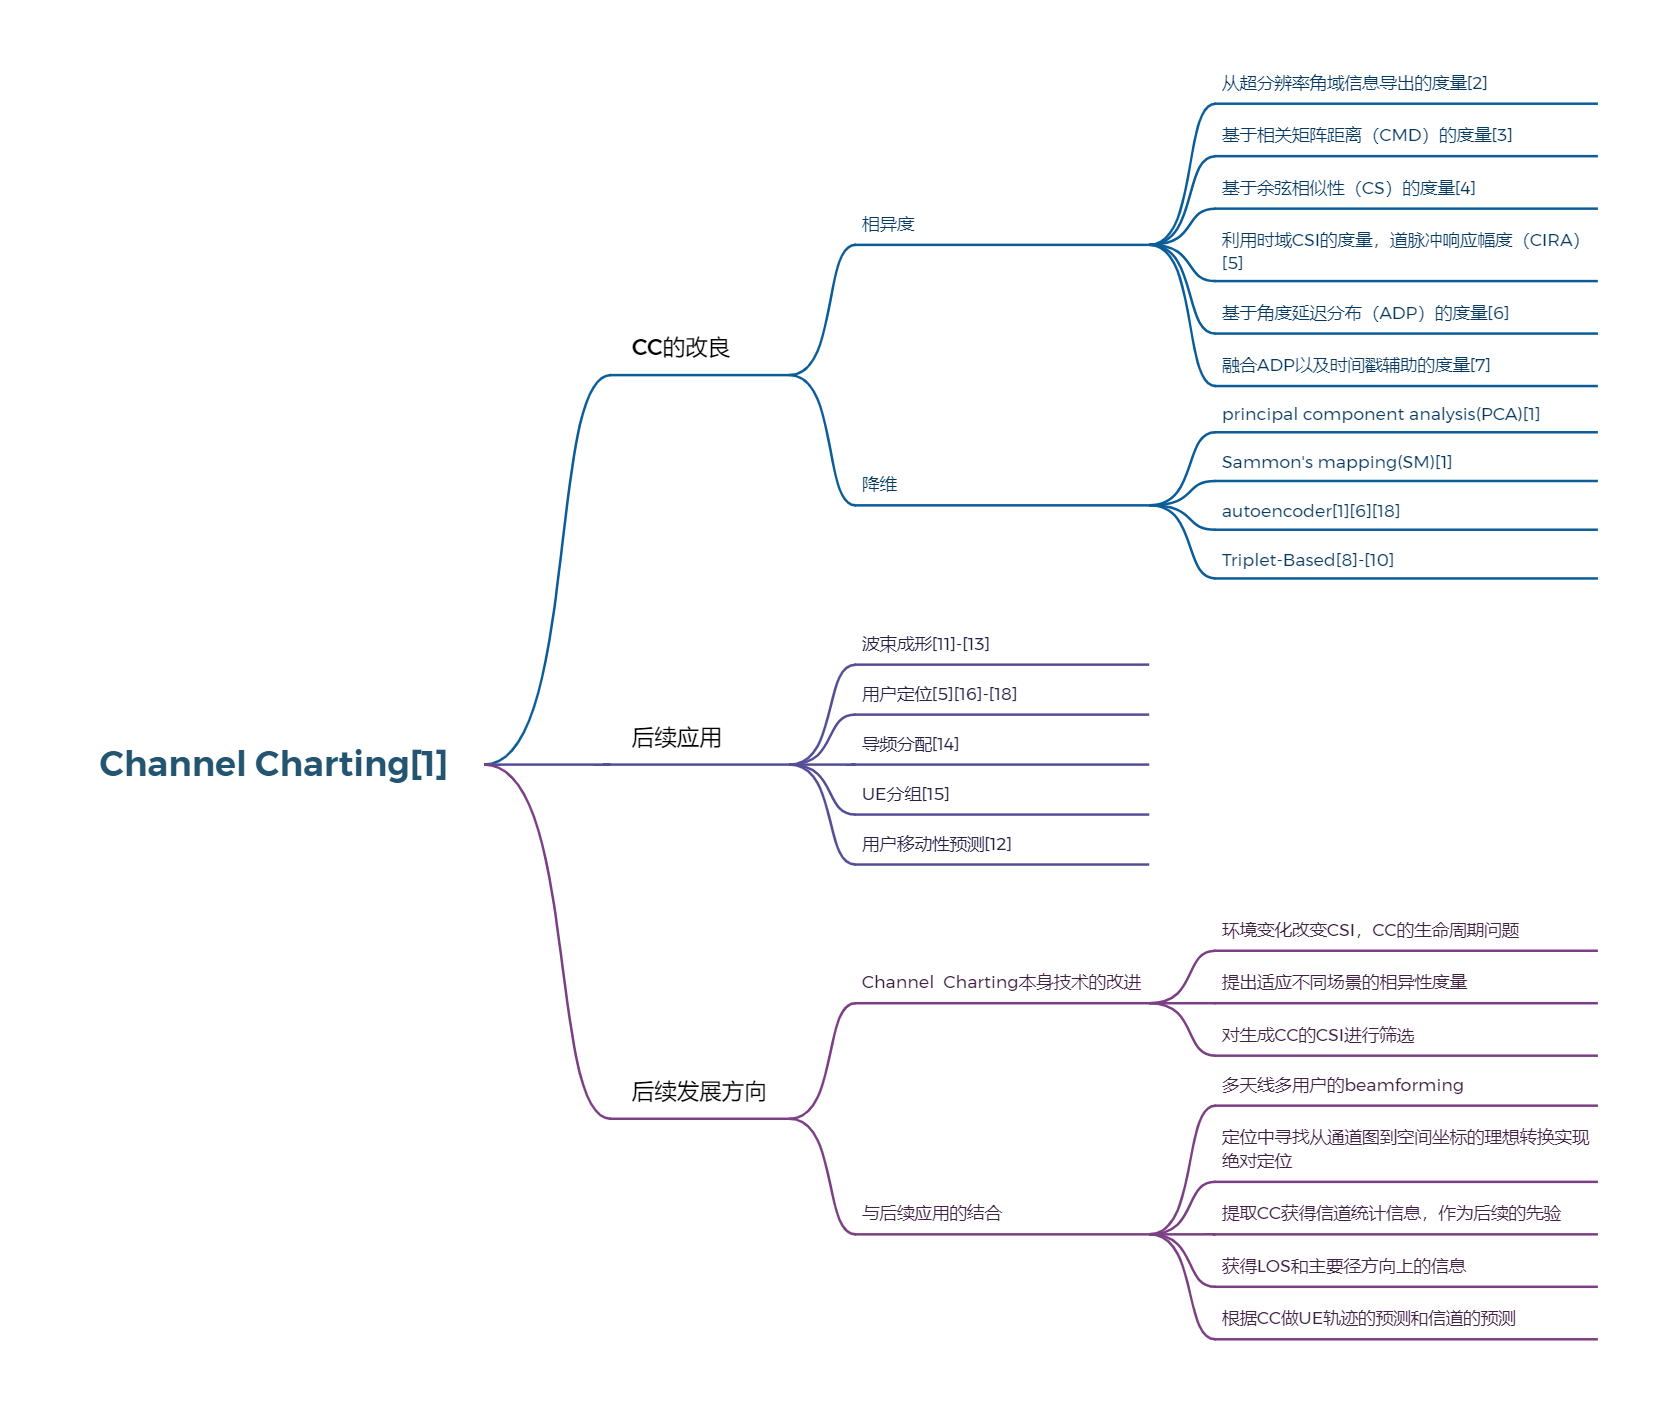 Channel Charting[1]
CC的改良
相异度
从超分辨率角域信息导出的度量[2]
基于相关矩阵距离（CMD）的度量[3]
基于余弦相似性（CS）的度量[4]
利用时域CSI的度量，道脉冲响应幅度（CIRA）
[5]
基于角度延迟分布（ADP）的度量[6]
融合ADP以及时间戳辅助的度量[7]
降维
principal component analysis(PCA)[1]
Sammon's mapping(SM)[1]
autoencoder[1][6][18]
Triplet-Based[8]-[10]
后续应用
波束成形[11]-[13]
用户定位[5][16]-[18]
导频分配[14]
UE分组[15]
用户移动性预测[12]
后续发展方向
Channel  Charting本身技术的改进
环境变化改变CSI，CC的生命周期问题
提出适应不同场景的相异性度量
对生成CC的CSI进行筛选
与后续应用的结合
多天线多用户的beamforming
定位中寻找从通道图到空间坐标的理想转换实现
绝对定位
提取CC获得信道统计信息，作为后续的先验
获得LOS和主要径方向上的信息
根据CC做UE轨迹的预测和信道的预测